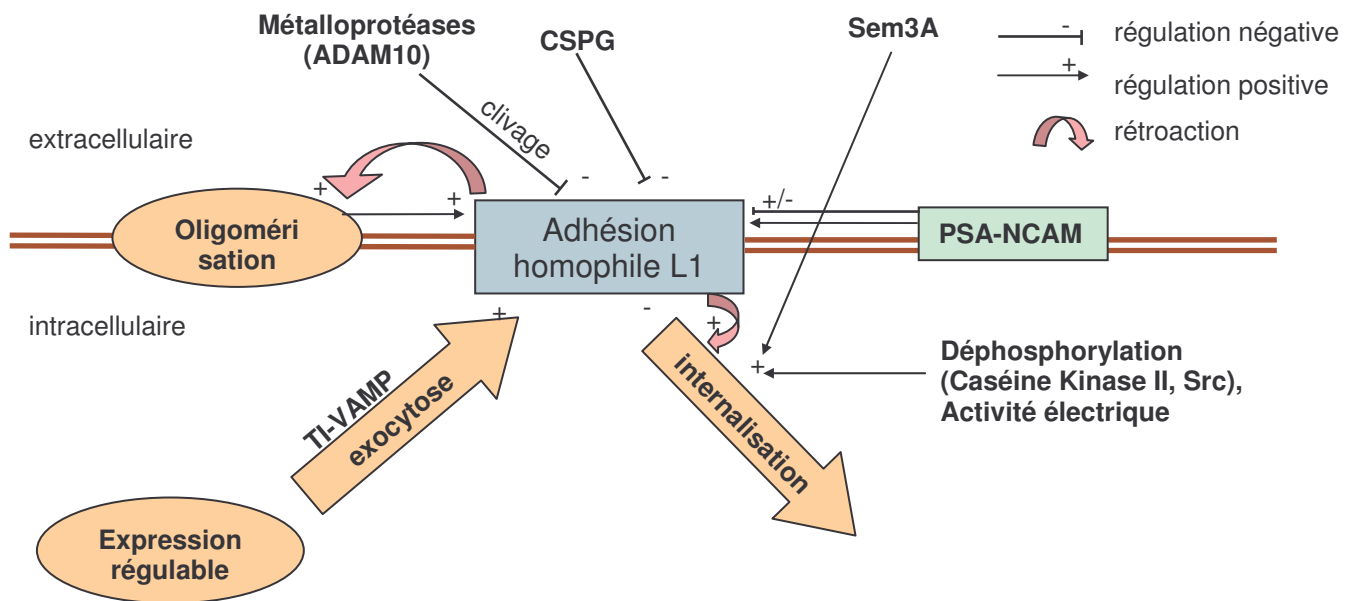 Métalloprotéases
(ADAM10)
CSPG
Sem3A
-
régulation négative
+
régulation positive
rétroaction
clivage
extracellulaire
-
-
+
+
+/-
Oligoméri
sation
Adhésion
homophile L1
PSA-NCAM
intracellulaire
+
-
+
+
TI-VAMP
exocytose
internalisation
Déphosphorylation
(Caséine Kinase II, Src),
Activité électrique
Expression
régulable